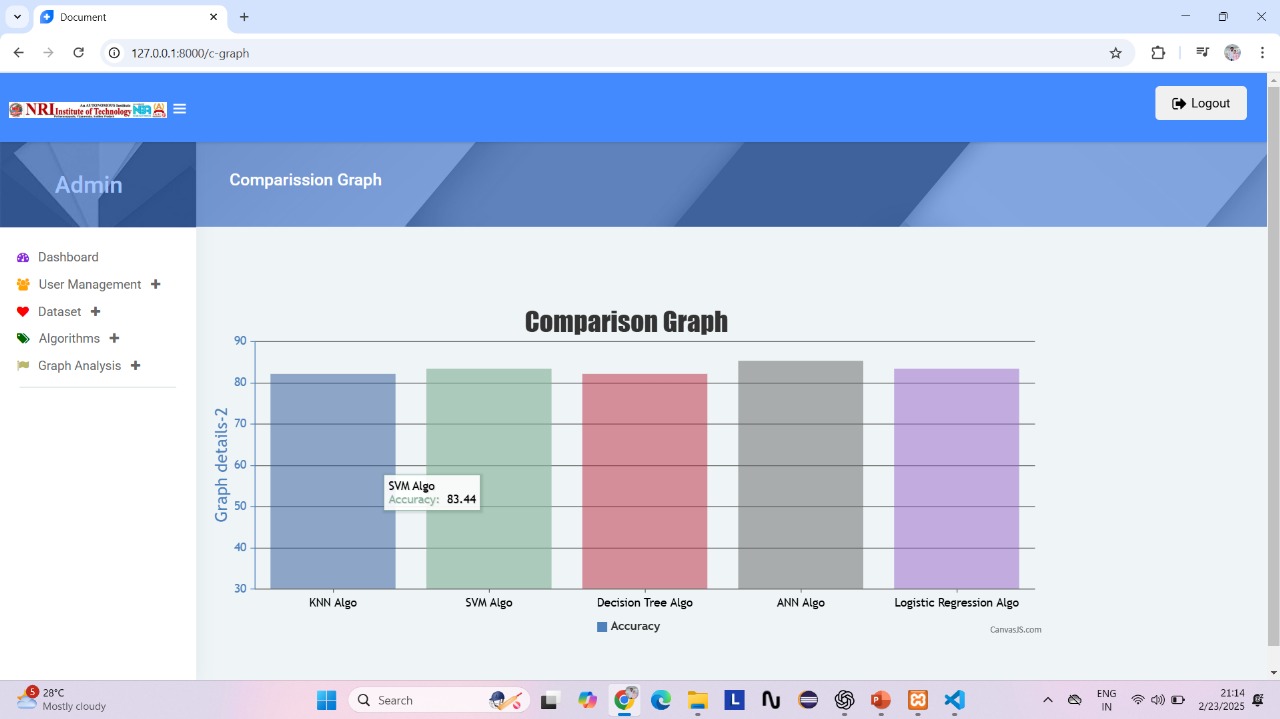 Document
127.0.0.1:8000/c-graph
NRI Institute of Technology
An AUTONOMOUS Institute
Logout
Admin
Comparission Graph
Dashboard
User Management
Dataset
Algorithms
Graph Analysis
Comparison Graph
90
80
70
60
50
40
30
Graph details-2
SVM Algo
Accuracy: 83.44
KNN Algo
SVM Algo
Decision Tree Algo
ANN Algo
Logistic Regression Algo
Accuracy
CanvasJS.com
5
28°C
Mostly cloudy
Search
L
ENG
IN
21:14
2/23/2025